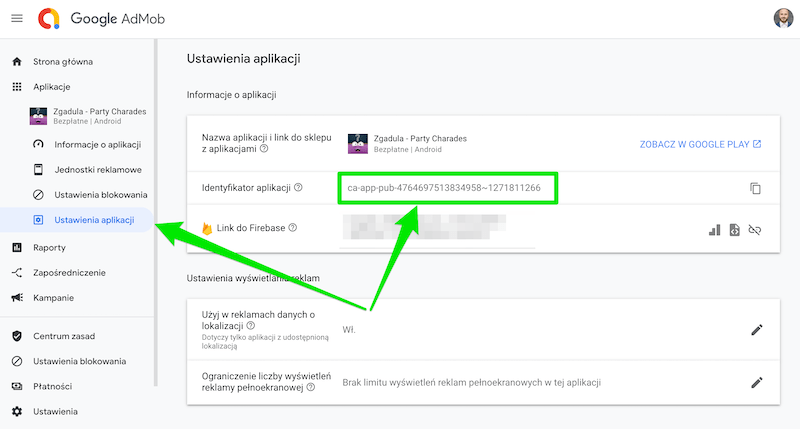 Google AdMob
Strona główna
Aplikacje
Zgadula - Party Charades
Bezpłatne | Android
Informacje o aplikacji
Jednostki reklamowe
Ustawienia blokowania
Ustawienia aplikacji
Raporty
Zapośredniczenie
Kampanie
Centrum zasad
Ustawienia blokowania
Płatności
Ustawienia
Ustawienia aplikacji
Informacje o aplikacji
Nazwa aplikacji i link do sklepu
z aplikacjami
Zgadula - Party Charades
Bezpłatne | Android
ZOBACZ W GOOGLE PLAY
Identyfikator aplikacji
ca-app-pub-4764697513834958~1271811266
Link do Firebase
Ustawienia wyświetlania reklam
Użyj w reklamach danych o
lokalizacji
Dotyczy tylko aplikacji z udostępnioną
lokalizacją
Wł.
Ograniczenie liczby wyświetleń
reklamy pełnoekranowej
Brak limitu wyświetleń reklam pełnoekranowych w tej aplikacji